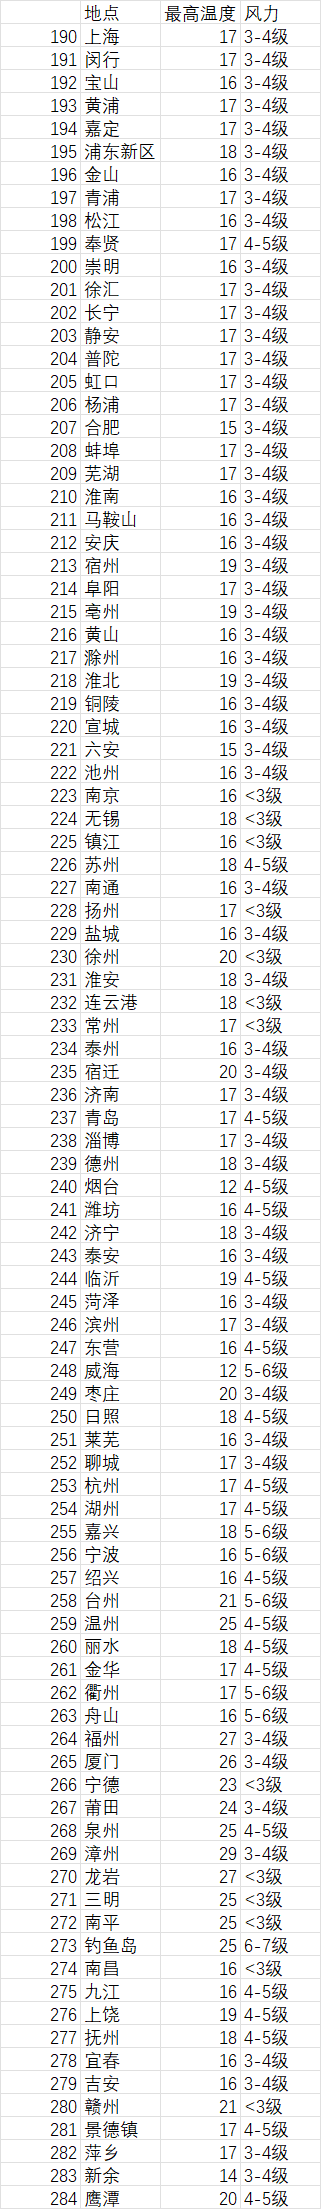 地点 最高温度 风力
190 上海 17 3-4级
191 闵行 17 3-4级
192 宝山 16 3-4级
193 黄浦 17 3-4级
194 嘉定 17 3-4级
195 浦东新区 18 3-4级
196 金山 16 3-4级
197 青浦 17 3-4级
198 松江 16 3-4级
199 奉贤 17 4-5级
200 崇明 16 3-4级
201 徐汇 17 3-4级
202 长宁 17 3-4级
203 静安 17 3-4级
204 普陀 17 3-4级
205 虹口 17 3-4级
206 杨浦 17 3-4级
207 合肥 15 3-4级
208 蚌埠 17 3-4级
209 芜湖 17 3-4级
210 淮南 16 3-4级
211 马鞍山 16 3-4级
212 安庆 16 3-4级
213 宿州 19 3-4级
214 阜阳 17 3-4级
215 亳州 19 3-4级
216 黄山 16 3-4级
217 滁州 16 3-4级
218 淮北 19 3-4级
219 铜陵 16 3-4级
220 宣城 16 3-4级
221 六安 15 3-4级
222 池州 16 3-4级
223 南京 16 <3级
224 无锡 18 <3级
225 镇江 16 <3级
226 苏州 18 4-5级
227 南通 16 3-4级
228 扬州 17 <3级
229 盐城 16 3-4级
230 徐州 20 <3级
231 淮安 18 3-4级
232 连云港 18 <3级
233 常州 17 <3级
234 泰州 16 3-4级
235 宿迁 20 3-4级
236 济南 17 3-4级
237 青岛 17 4-5级
238 淄博 17 3-4级
239 德州 18 3-4级
240 烟台 12 4-5级
241 潍坊 16 4-5级
242 济宁 18 3-4级
243 泰安 16 3-4级
244 临沂 19 4-5级
245 菏泽 16 3-4级
246 滨州 17 3-4级
247 东营 16 4-5级
248 威海 12 5-6级
249 枣庄 20 3-4级
250 日照 18 4-5级
251 莱芜 16 3-4级
252 聊城 17 3-4级
253 杭州 17 4-5级
254 湖州 17 4-5级
255 嘉兴 18 5-6级
256 宁波 16 5-6级
257 绍兴 16 4-5级
258 台州 21 5-6级
259 温州 25 4-5级
260 丽水 18 4-5级
261 金华 17 4-5级
262 衢州 17 5-6级
263 舟山 16 5-6级
264 福州 27 3-4级
265 厦门 26 3-4级
266 宁德 23 <3级
267 莆田 24 3-4级
268 泉州 25 4-5级
269 漳州 29 3-4级
270 龙岩 27 <3级
271 三明 25 <3级
272 南平 25 <3级
273 钓鱼岛 25 6-7级
274 南昌 16 <3级
275 九江 16 4-5级
276 上饶 19 4-5级
277 抚州 18 4-5级
278 宜春 16 3-4级
279 吉安 16 3-4级
280 赣州 21 <3级
281 景德镇 17 4-5级
282 萍乡 17 3-4级
283 新余 14 3-4级
284 鹰潭 20 4-5级